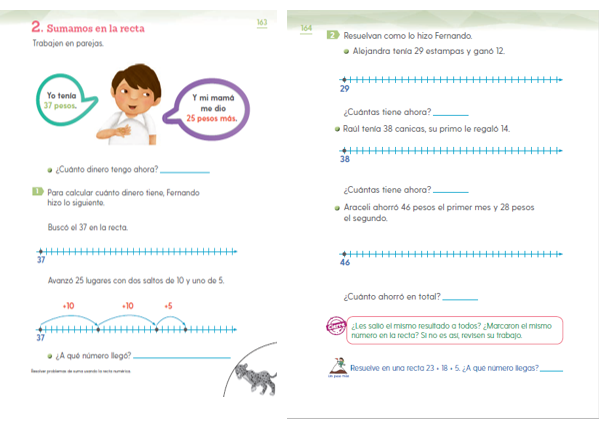 163
2. Sumamos en la recta
Trabajen en parejas.
Yo tenía
37 pesos.
Y mi mamá
me dio
25 pesos más.
¿Cuánto dinero tengo ahora?
1 Para calcular cuánto dinero tiene, Fernando
hizo lo siguiente.
Buscó el 37 en la recta.
37
Avanzó 25 lugares con dos saltos de 10 y uno de 5.
+10 +10 +5
37
¿A qué número llegó?
Resolver problemas de suma usando la recta numérica.
164
2 Resuelvan como lo hizo Fernando.
Alejandra tenía 29 estampas y ganó 12.
29
¿Cuántas tiene ahora?
Raúl tenía 38 canicas, su primo le regaló 14.
38
¿Cuántas tiene ahora?
Araceli ahorró 46 pesos el primer mes y 28 pesos
el segundo.
46
¿Cuánto ahorró en total?
Cierre
¿Les salió el mismo resultado a todos? ¿Marcaron el mismo
número en la recta? Si no es así, revisen su trabajo.
Un paso más
Resuelve en una recta 23 + 18 + 5. ¿A qué número llegas?